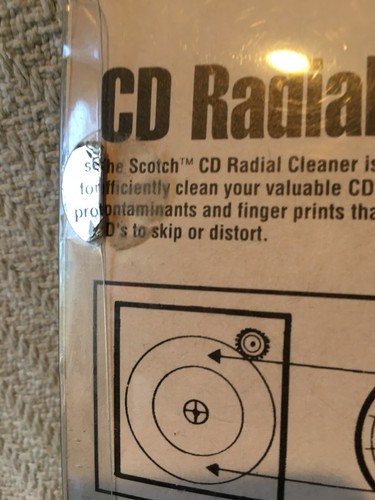 CD Radial
The Scotch™ CD Radial Cleaner is
efficiently clean your valuable CD
contaminants and finger prints tha
CD's to skip or distort.